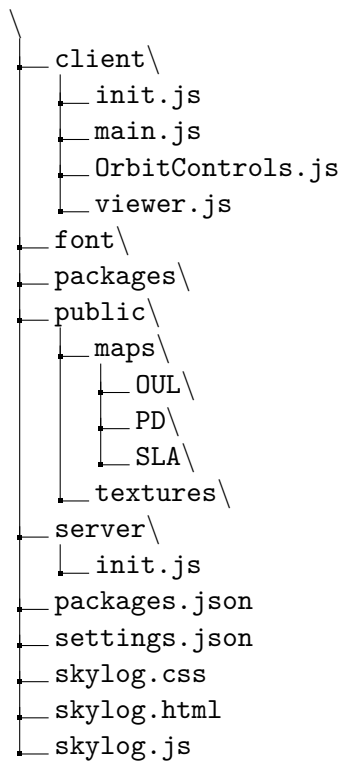 \
client\
init.js
main.js
OrbitControls.js
viewer.js
font\
packages\
public\
maps\
OUL\
PD\
SLA\
textures\
server\
init.js
packages.json
settings.json
skylog.css
skylog.html
skylog.js